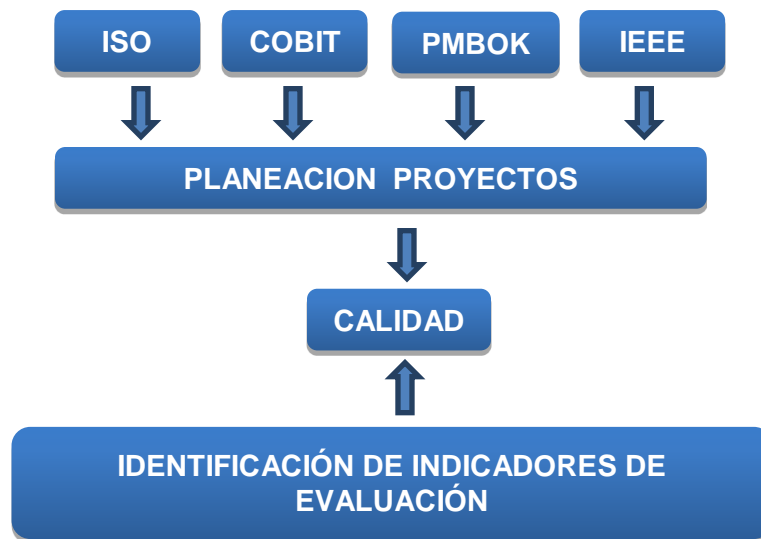 ISO
COBIT
PMBOK
IEEE
PLANEACION PROYECTOS
CALIDAD
IDENTIFICACIÓN DE INDICADORES DE
EVALUACIÓN